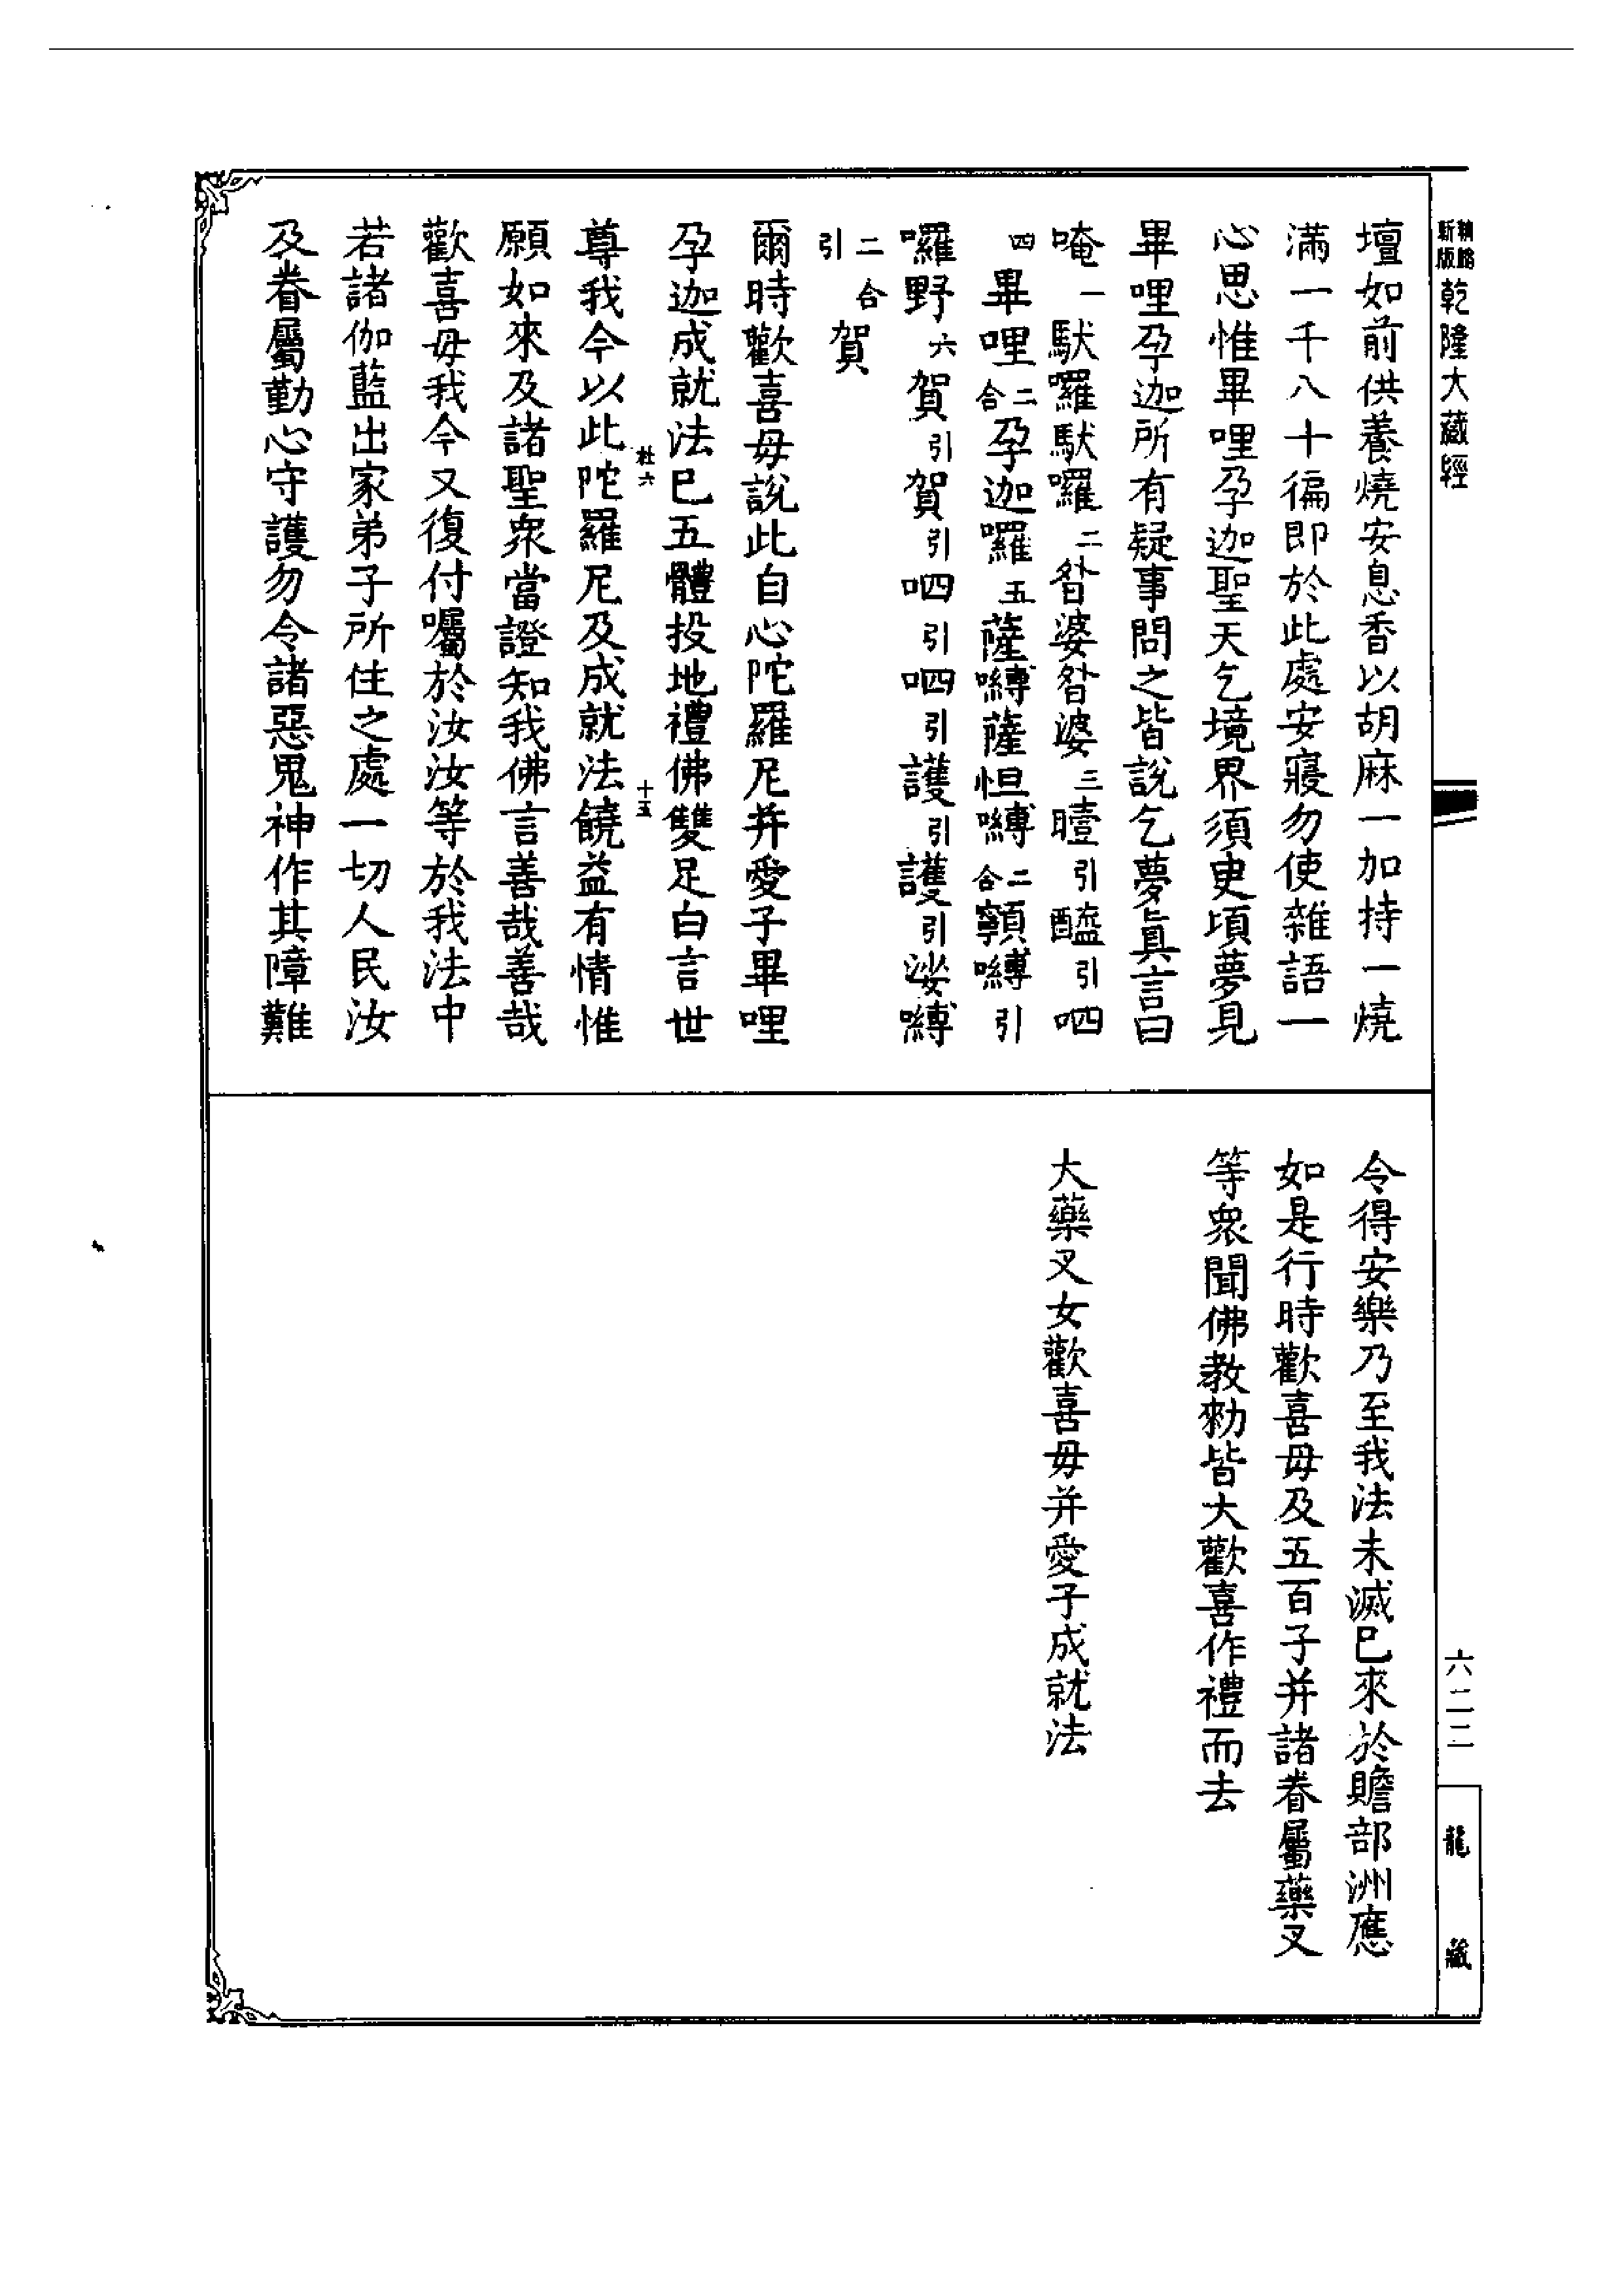 新版乾隆大藏經
壇如前供養燒安息香以胡麻一加持一燒
滿一千八十徧即於此處安寢勿使雜語一
心思惟畢哩孕迦聖天乞境界須臾頃夢見
畢哩孕迦所有疑事問之皆說乞夢真言曰
唵一馱囉馱囉二昝婆昝婆三曀引醯引呬
四畢哩二合孕迦囉五薩嚩薩怛嚩二合顐嚩引
囉野六賀引賀引呬引呬引護引護引娑嚩
二合引賀
爾時歡喜母說此自心陀羅尼并愛子畢哩
孕迦成就法已五體投地禮佛雙足白言世
杜六 十五
尊我今以此陀羅尼及成就法饒益有情惟
願如來及諸聖衆當證知我佛言善哉善哉
歡喜母我今又復付囑於汝汝等於我法中
若諸伽藍出家弟子所住之處一切人民汝
及眷屬勤心守護勿令諸惡鬼神作其障難
令得安樂乃至我法未滅已來於贍部洲應
如是行時歡喜母及五百子并諸眷屬藥叉
等衆聞佛教勑皆大歡喜作禮而去
大藥叉女歡喜母并愛子成就法
六二二
龍藏